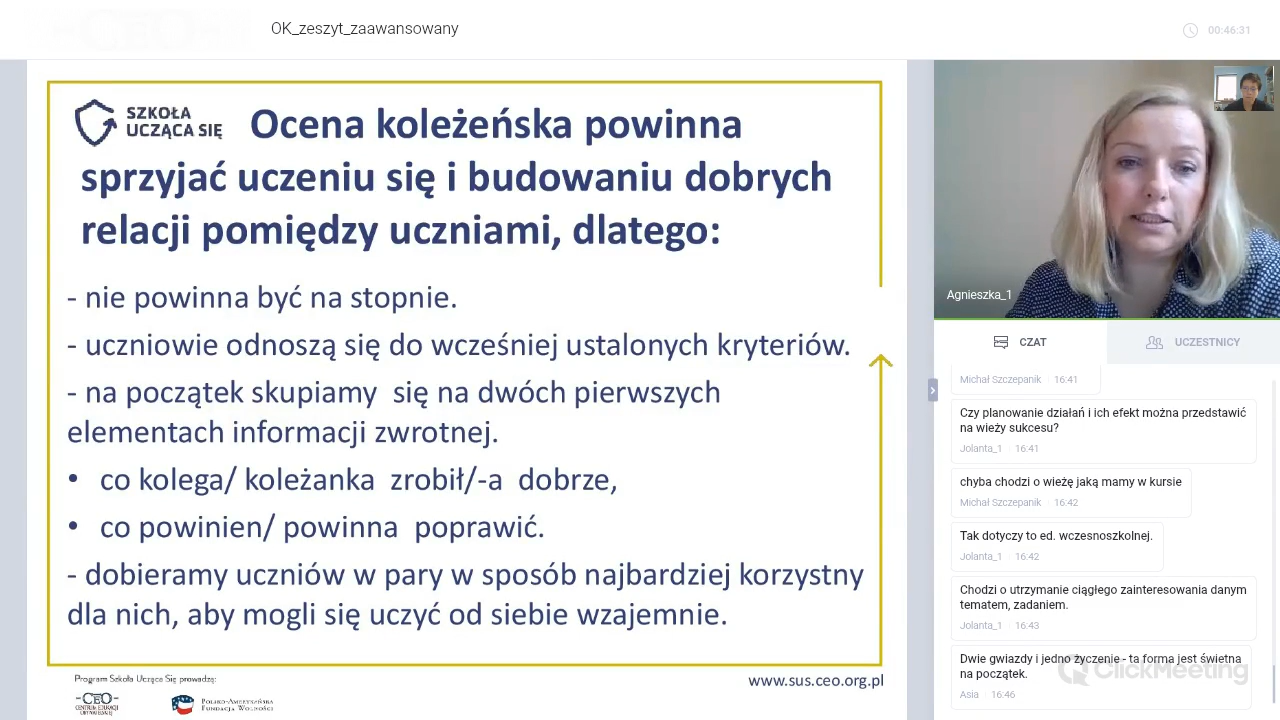 OK_zeszyt_zaawansowany
00:46:31
SZKOŁA
UCZĄCA SIĘ
Ocena koleżeńska powinna
sprzyjać uczeniu się i budowaniu dobrych
relacji pomiędzy uczniami, dlatego:
- nie powinna być na stopnie.
- uczniowie odnoszą się do wcześniej ustalonych kryteriów.
- na początek skupiamy się na dwóch pierwszych
elementach informacji zwrotnej.
• co kolega/ koleżanka zrobił/-a dobrze,
• co powinien/ powinna poprawić.
- dobieramy uczniów w pary w sposób najbardziej korzystny
dla nich, aby mogli się uczyć od siebie wzajemnie.
Program Szkoła Ucząca Się prowadzą:
CEO
CENTRUM EDUKACJI
OBYWATELSKIEJ
POLSKO-AMERYKAŃSKA
FUNDACJA WOLNOŚCI
www.sus.ceo.org.pl
Agnieszka_1
CZAT
UCZESTNICY
Michał Szczepanik 16:41
Czy planowanie działań i ich efekt można przedstawić
na wieży sukcesu?
Jolanta_1 16:41
chyba chodzi o wieżę jaką mamy w kursie
Michał Szczepanik 16:42
Tak dotyczy to ed. wczesnoszkolnej.
Jolanta_1 16:42
Chodzi o utrzymanie ciągłego zainteresowania danym
tematem, zadaniem.
Jolanta_1 16:43
Dwie gwiazdy i jedno życzenie - ta forma jest świetna
na początek.
Asia 16:46
ClickMeeting